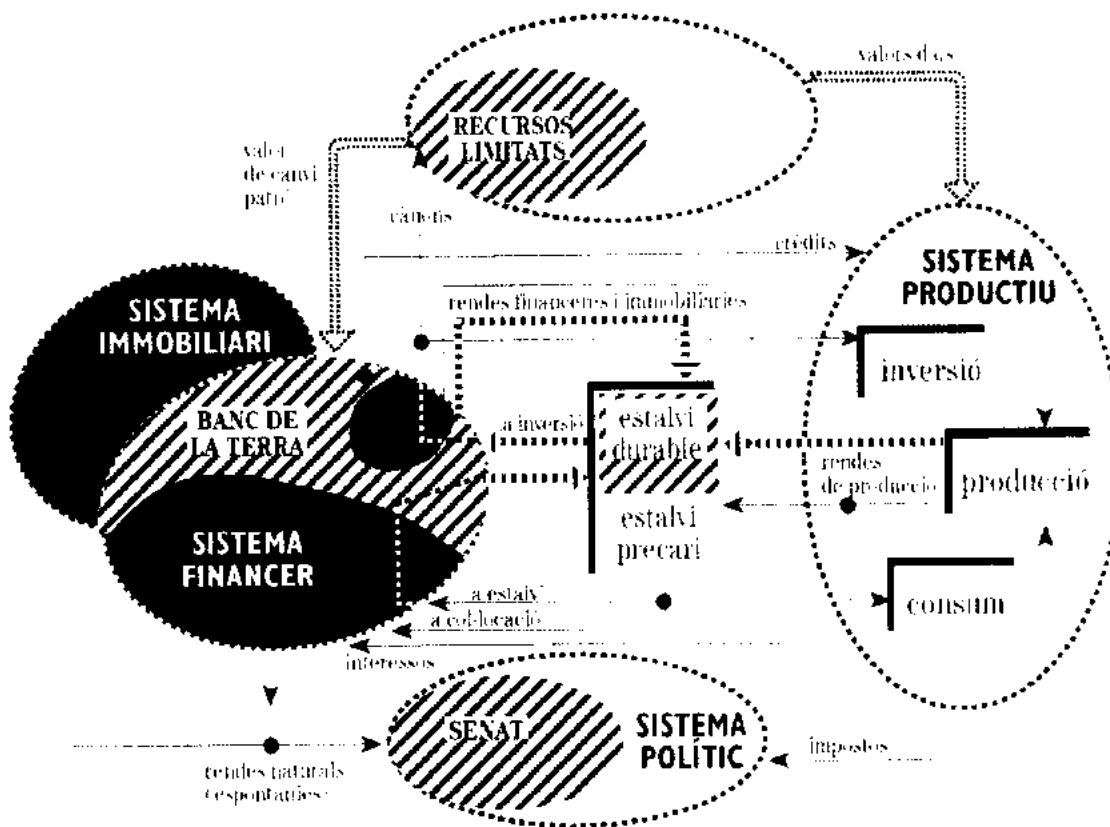 valors d'ús
RECURSOS
LIMITATS
valor
de canvi
patró
cànons
crèdits
SISTEMA
PRODUCTIU
SISTEMA
IMMOBILIARI
rendes financeres i immobiliàries
inversió
BANC DE
LA TERRA
a inversió
estalvi
durable
rendes
de producció
producció
estalvi
precari
SISTEMA
FINANCER
a estalvi
a col·locació
consum
interessos
SENAT
SISTEMA
POLÍTIC
impostos
rendes naturals
(espontànies)